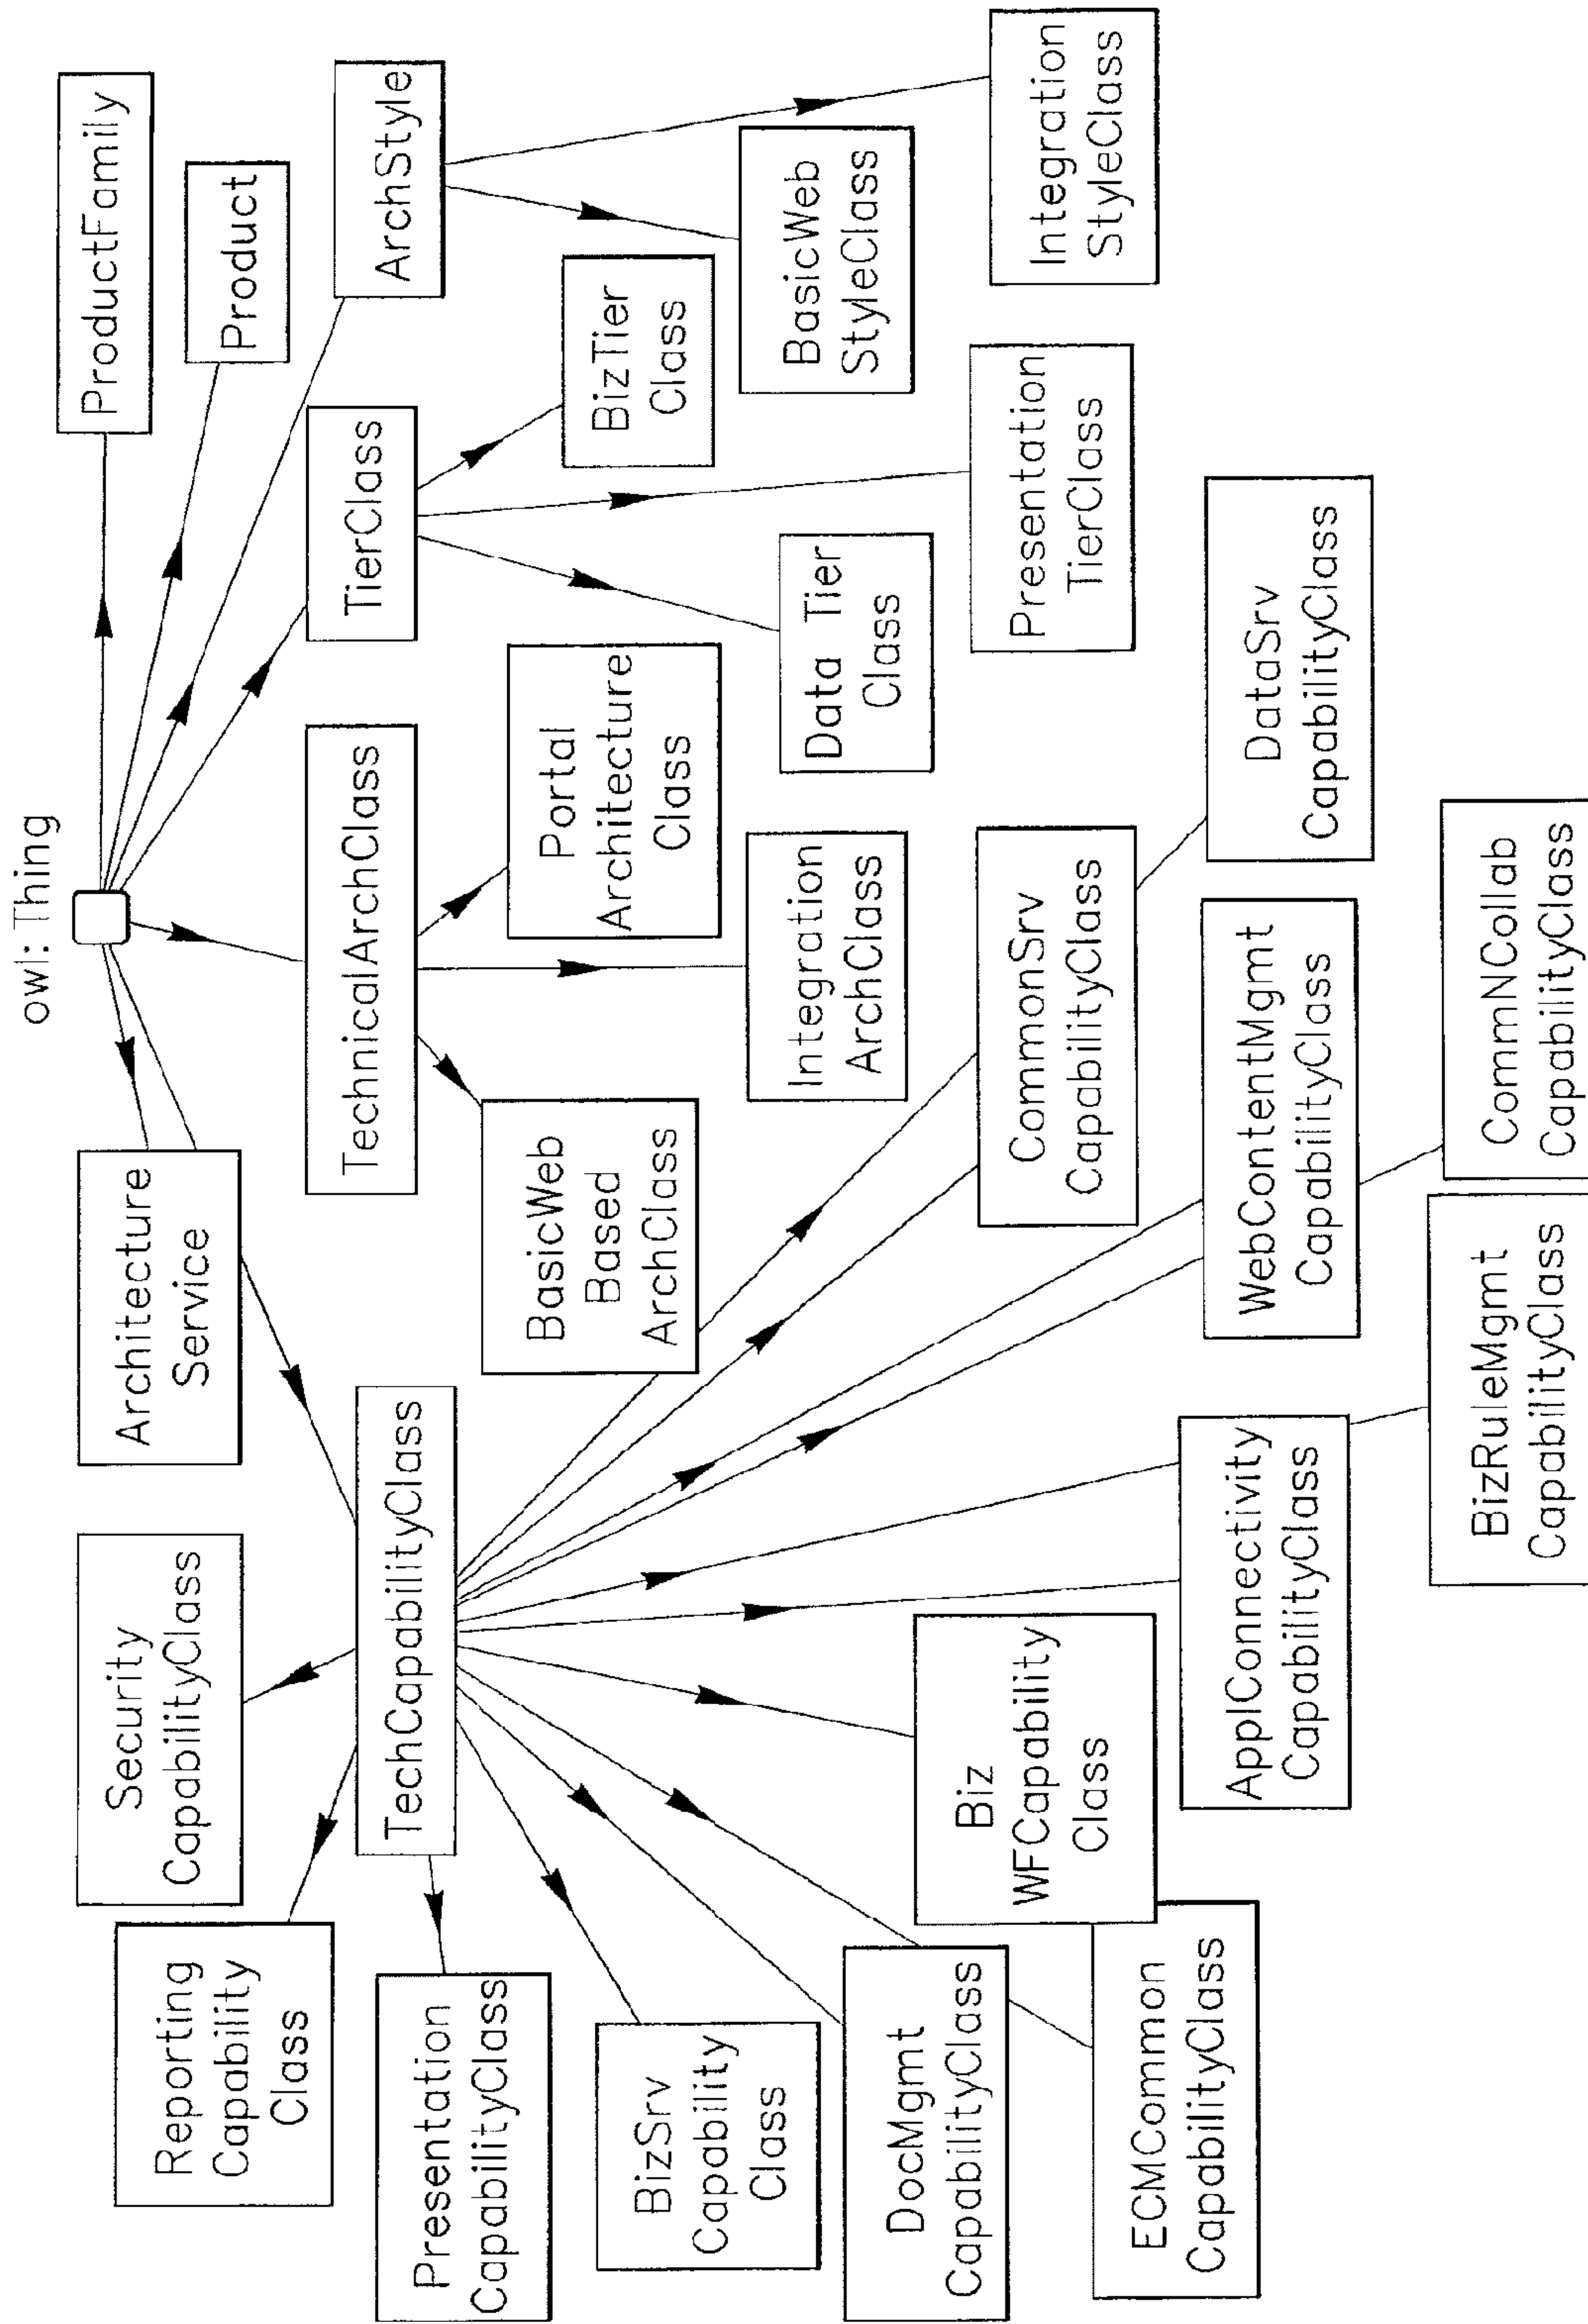 owl:Thing
ProductFamily
Product
ArchStyle
TierClass
TechnicalArchClass
Architecture
Service
Security
CapabilityClass
Reporting
Capability
Class
TechCapabilityClass
Presentation
CapabilityClass
BizSrv
Capability
Class
DocMgmt
CapabilityClass
ECMCommon
CapabilityClass
Biz
WFCapability
Class
ApplConnectivity
CapabilityClass
BizRuleMgmt
CapabilityClass
WebContentMgmt
CapabilityClass
CommNCollab
CapabilityClass
CommonSrv
CapabilityClass
DataSrv
CapabilityClass
BasicWeb
Based
ArchClass
Integration
ArchClass
Portal
Architecture
Class
Data Tier
Class
Presentation
TierClass
BizTier
Class
BasicWeb
StyleClass
Integration
StyleClass